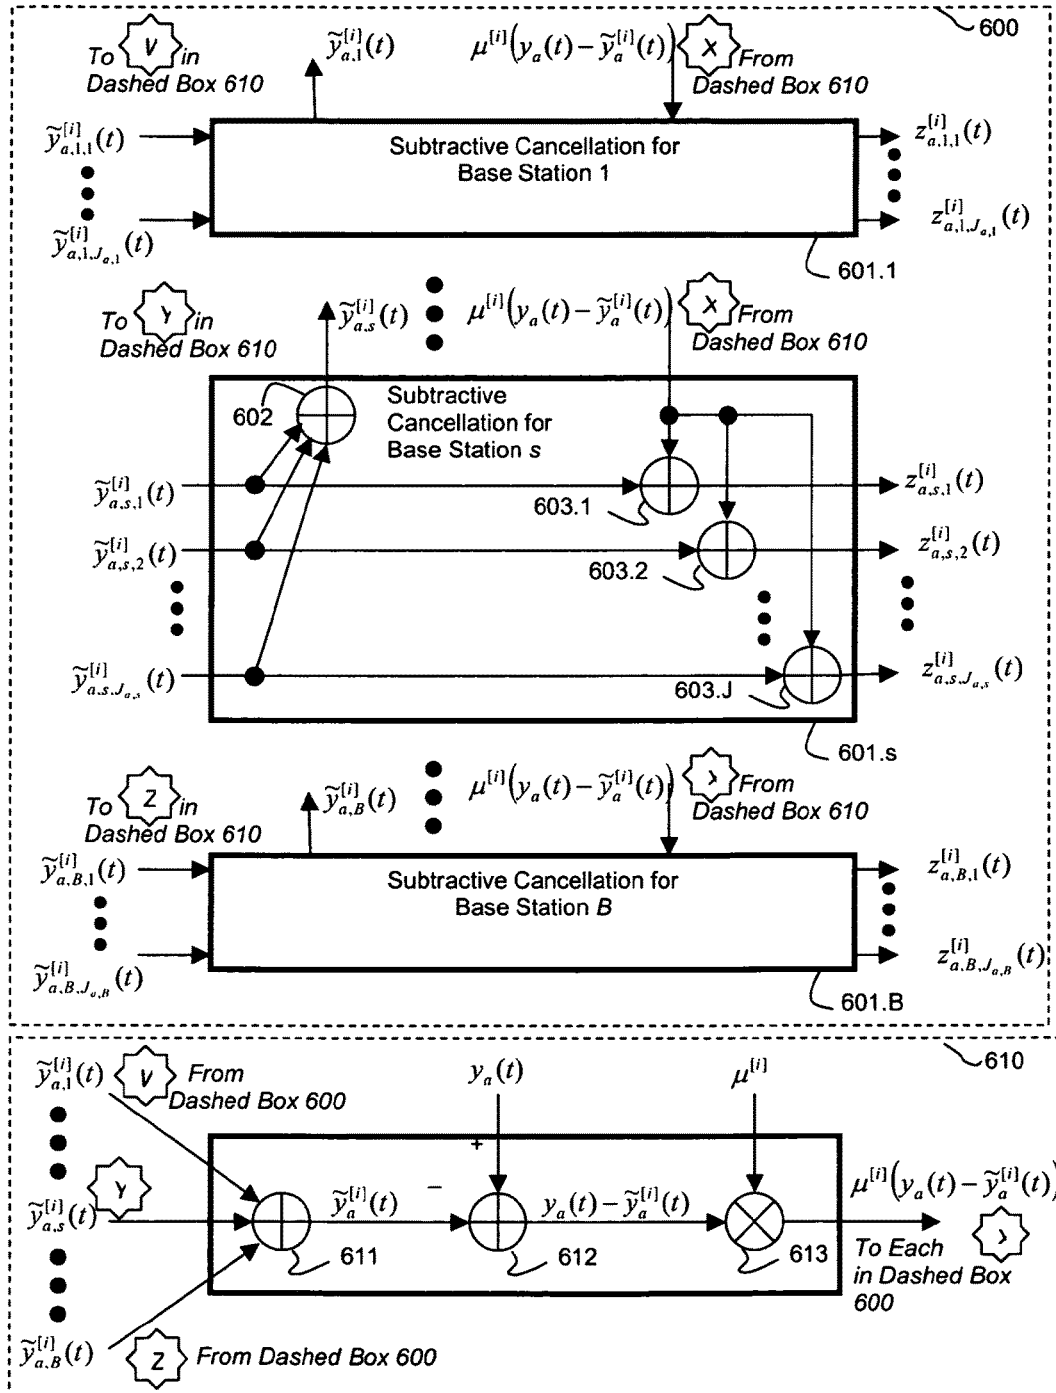 600
To V in
Dashed Box 610
ỹ_{a,1}^{[i]}(t)
μ^{[i]}(y_a(t) − ỹ_a^{[i]}(t))
X From
Dashed Box 610
ỹ_{a,1,1}^{[i]}(t)
ỹ_{a,1,J_{a,1}}^{[i]}(t)
Subtractive Cancellation for
Base Station 1
z_{a,1,1}^{[i]}(t)
z_{a,1,J_{a,1}}^{[i]}(t)
601.1
To Y in
Dashed Box 610
ỹ_{a,s}^{[i]}(t)
μ^{[i]}(y_a(t) − ỹ_a^{[i]}(t))
X From
Dashed Box 610
602
Subtractive
Cancellation for
Base Station s
ỹ_{a,s,1}^{[i]}(t)
603.1
z_{a,s,1}^{[i]}(t)
ỹ_{a,s,2}^{[i]}(t)
603.2
z_{a,s,2}^{[i]}(t)
ỹ_{a,s,J_{a,s}}^{[i]}(t)
603.J
z_{a,s,J_{a,s}}^{[i]}(t)
601.s
To Z in
Dashed Box 610
ỹ_{a,B}^{[i]}(t)
μ^{[i]}(y_a(t) − ỹ_a^{[i]}(t))
From
Dashed Box 610
ỹ_{a,B,1}^{[i]}(t)
ỹ_{a,B,J_{a,B}}^{[i]}(t)
Subtractive Cancellation for
Base Station B
z_{a,B,1}^{[i]}(t)
z_{a,B,J_{a,B}}^{[i]}(t)
601.B
610
ỹ_{a,1}^{[i]}(t) V From
Dashed Box 600
y_a(t)
μ^{[i]}
+
−
Y
ỹ_{a,s}^{[i]}(t)
ỹ_a^{[i]}(t)
y_a(t) − ỹ_a^{[i]}(t)
μ^{[i]}(y_a(t) − ỹ_a^{[i]}(t))
611
612
613
To Each
in Dashed Box
600
ỹ_{a,B}^{[i]}(t) Z From Dashed Box 600